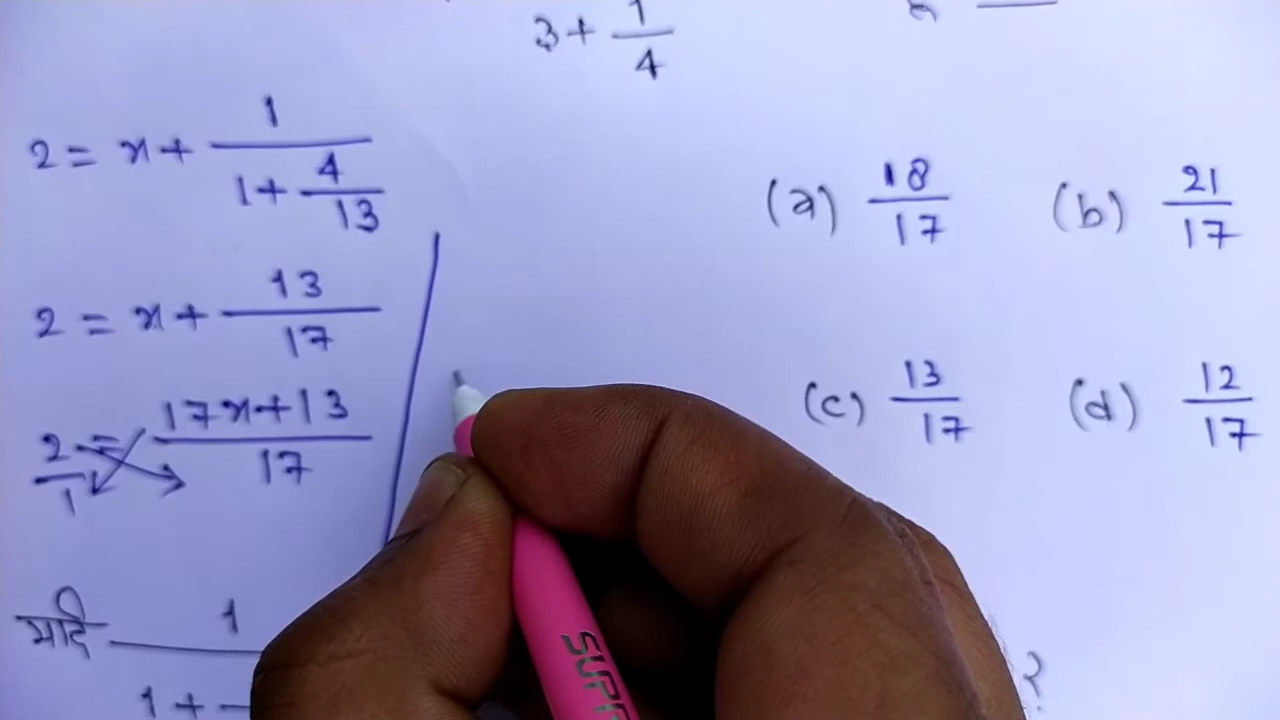 3 + 1/4
2 = x + 1/(1 + 4/13)
(a) 18/17 (b) 21/17
2 = x + 13/17
(c) 13/17 (d) 12/17
2/1 = (17x + 13)/17
यदि 1
1 + ?
SUPR